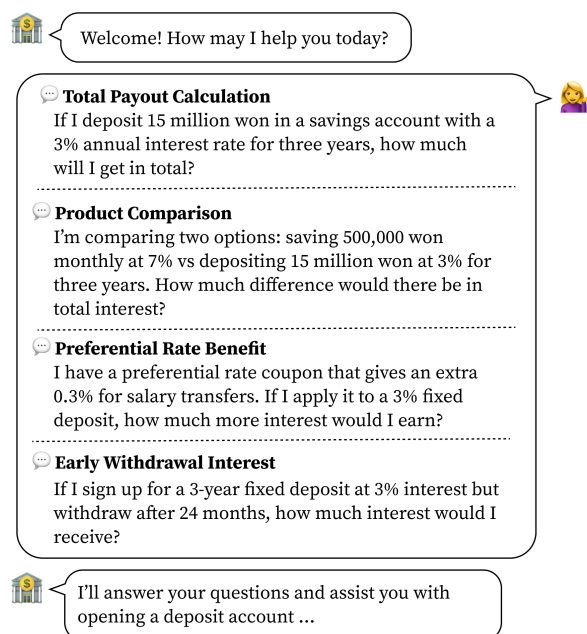 Welcome! How may I help you today?
Total Payout Calculation
If I deposit 15 million won in a savings account with a
3% annual interest rate for three years, how much
will I get in total?
Product Comparison
I’m comparing two options: saving 500,000 won
monthly at 7% vs depositing 15 million won at 3% for
three years. How much difference would there be in
total interest?
Preferential Rate Benefit
I have a preferential rate coupon that gives an extra
0.3% for salary transfers. If I apply it to a 3% fixed
deposit, how much more interest would I earn?
Early Withdrawal Interest
If I sign up for a 3-year fixed deposit at 3% interest but
withdraw after 24 months, how much interest would I
receive?
I’ll answer your questions and assist you with
opening a deposit account ...